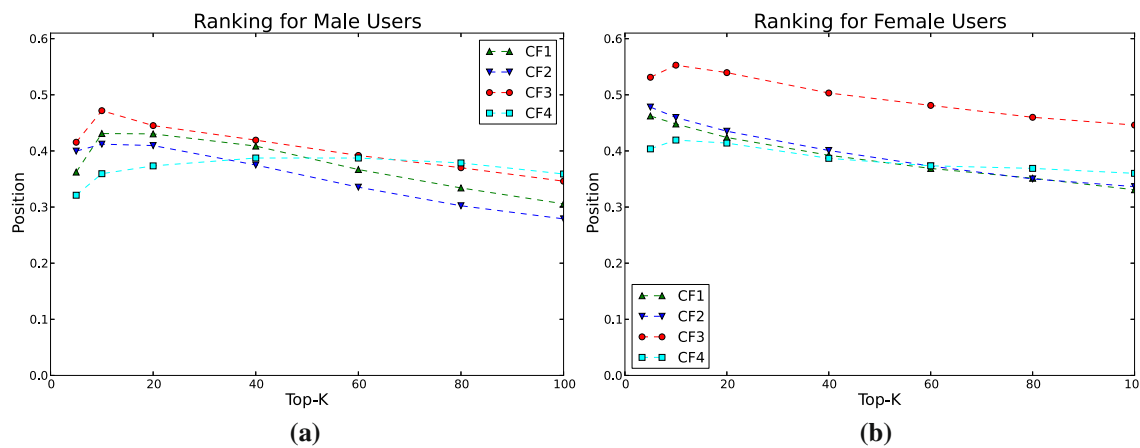 Ranking for Male Users
0.6
0.5
0.4
0.3
0.2
0.1
0.0
Position
0
20
40
60
80
100
Top-K
CF1
CF2
CF3
CF4
(a)
Ranking for Female Users
0.6
0.5
0.4
0.3
0.2
0.1
0.0
Position
0
20
40
60
80
10
Top-K
CF1
CF2
CF3
CF4
(b)